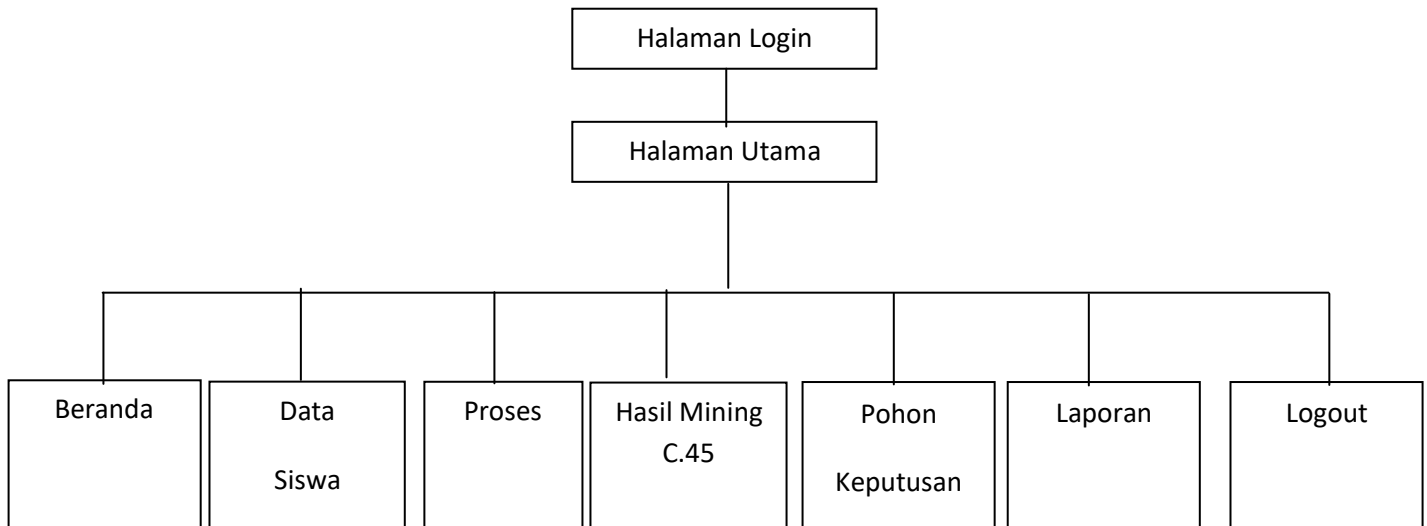 Halaman Login
Halaman Utama
Beranda
Data
Siswa
Proses
Hasil Mining
C.45
Pohon
Keputusan
Laporan
Logout